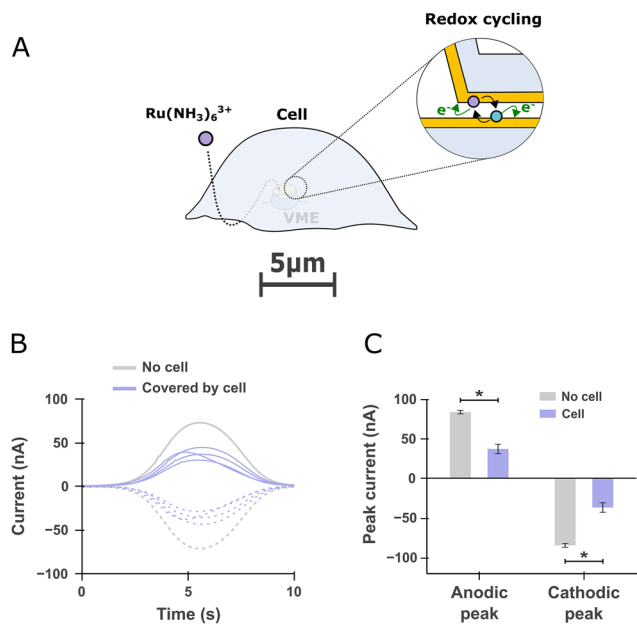 A
Redox cycling
Ru(NH3)6 3+
Cell
e-
e-
VME
5μm
B
No cell
Covered by cell
Current (nA)
100
50
0
−50
−100
0
5
10
Time (s)
C
No cell
Cell
Peak current (nA)
100
50
0
−50
−100
*
*
Anodic
peak
Cathodic
peak